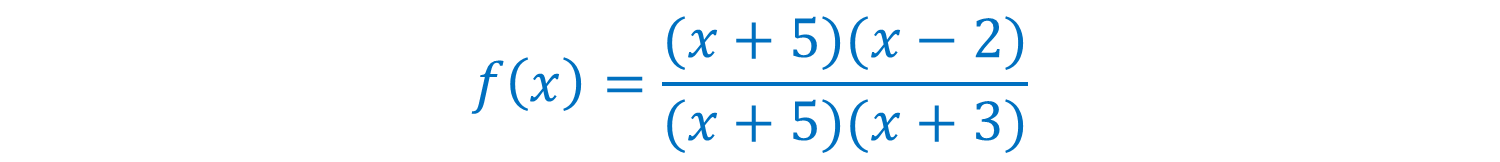 f(x) = (x + 5)(x − 2) / (x + 5)(x + 3)